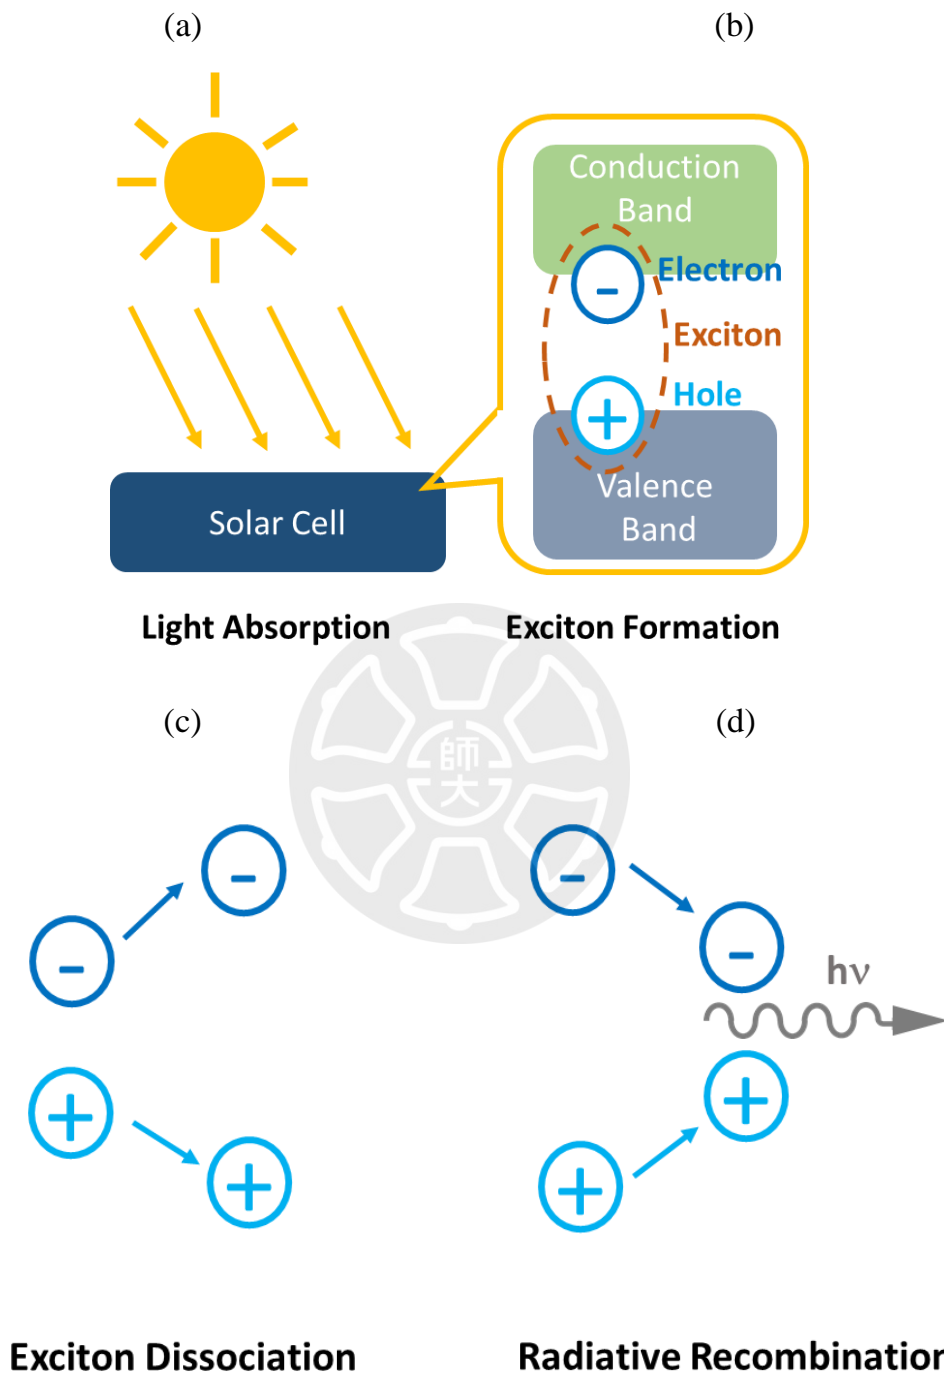 (a)
(b)
Conduction
Band
-
Electron
Exciton
Hole
+
Valence
Band
Solar Cell
Light Absorption
Exciton Formation
(c)
(d)
師
大
-
-
-
-
hν
+
+
+
+
Exciton Dissociation
Radiative Recombination